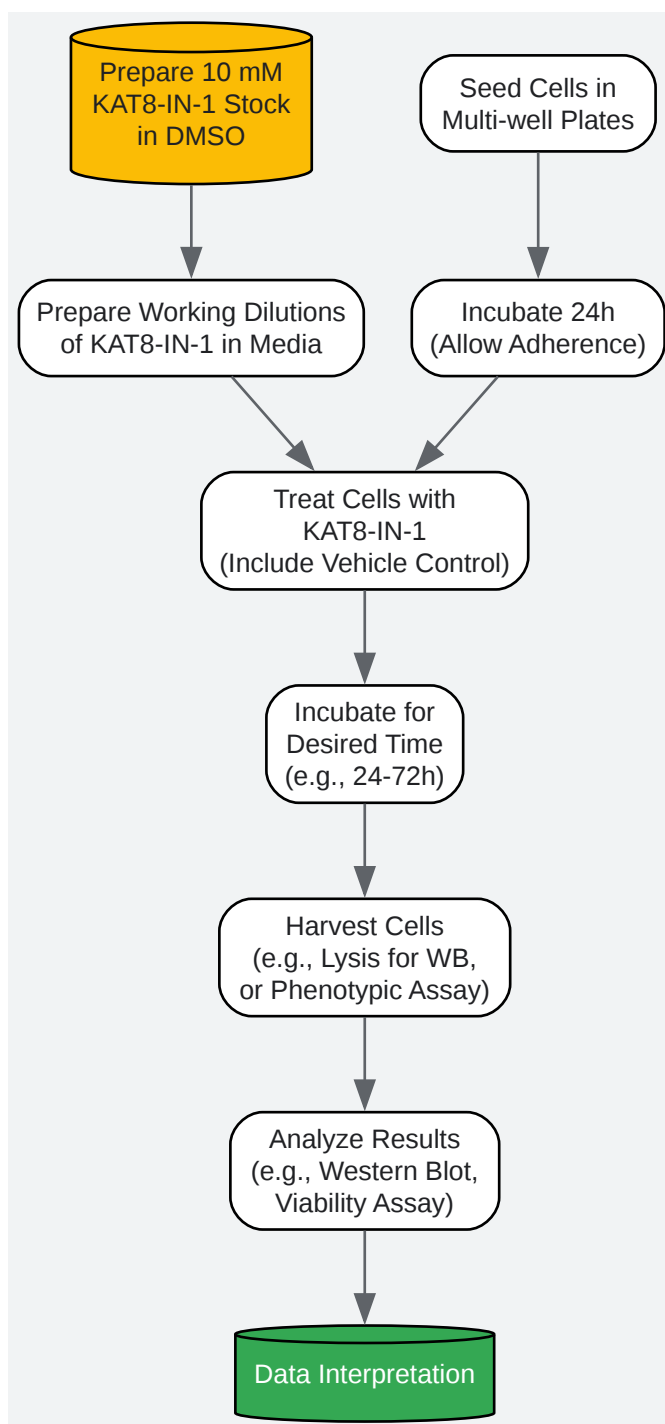 Prepare 10 mM
KAT8-IN-1 Stock
in DMSO
Seed Cells in
Multi-well Plates
Prepare Working Dilutions
of KAT8-IN-1 in Media
Incubate 24h
(Allow Adherence)
Treat Cells with
KAT8-IN-1
(Include Vehicle Control)
Incubate for
Desired Time
(e.g., 24-72h)
Harvest Cells
(e.g., Lysis for WB,
or Phenotypic Assay)
Analyze Results
(e.g., Western Blot,
Viability Assay)
Data Interpretation